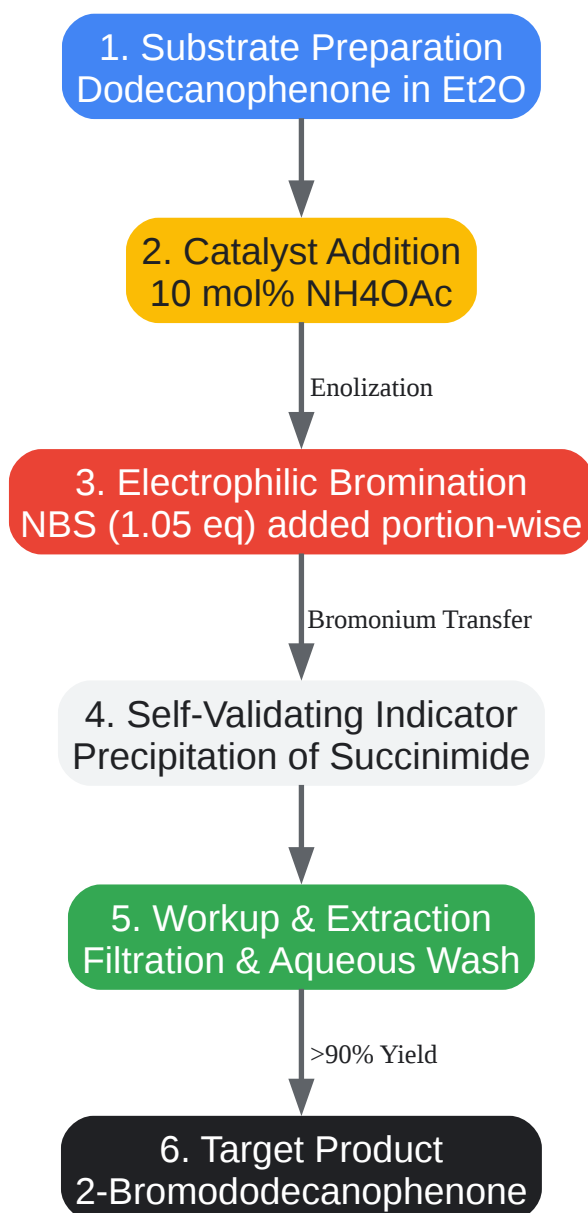 1. Substrate Preparation
Dodecanophenone in Et2O
2. Catalyst Addition
10 mol% NH4OAc
Enolization
3. Electrophilic Bromination
NBS (1.05 eq) added portion-wise
Bromonium Transfer
4. Self-Validating Indicator
Precipitation of Succinimide
5. Workup & Extraction
Filtration & Aqueous Wash
>90% Yield
6. Target Product
2-Bromododecanophenone